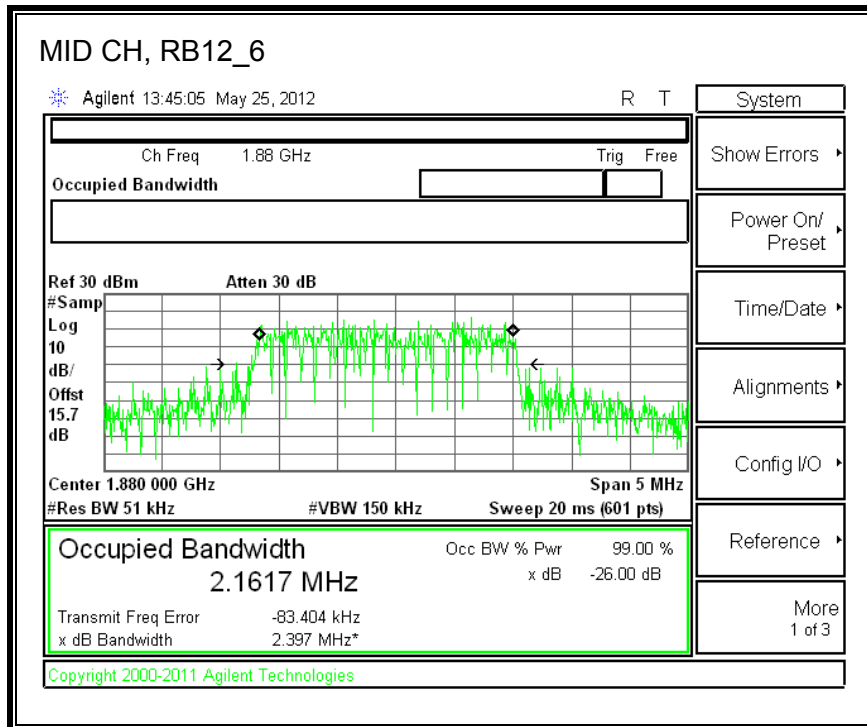 MID CH, RB12_6
Agilent 13:45:05 May 25, 2012 R T
System
Ch Freq 1.88 GHz Trig Free
Occupied Bandwidth
Show Errors
Power On/
Preset
Time/Date
Alignments
Config I/O
Reference
More
1 of 3
Ref 30 dBm Atten 30 dB
#Samp
Log
10
dB/
Offst
15.7
dB
Center 1.880 000 GHz Span 5 MHz
#Res BW 51 kHz #VBW 150 kHz Sweep 20 ms (601 pts)
Occupied Bandwidth Occ BW % Pwr 99.00 %
2.1617 MHz x dB -26.00 dB
Transmit Freq Error -83.404 kHz
x dB Bandwidth 2.397 MHz*
Copyright 2000-2011 Agilent Technologies